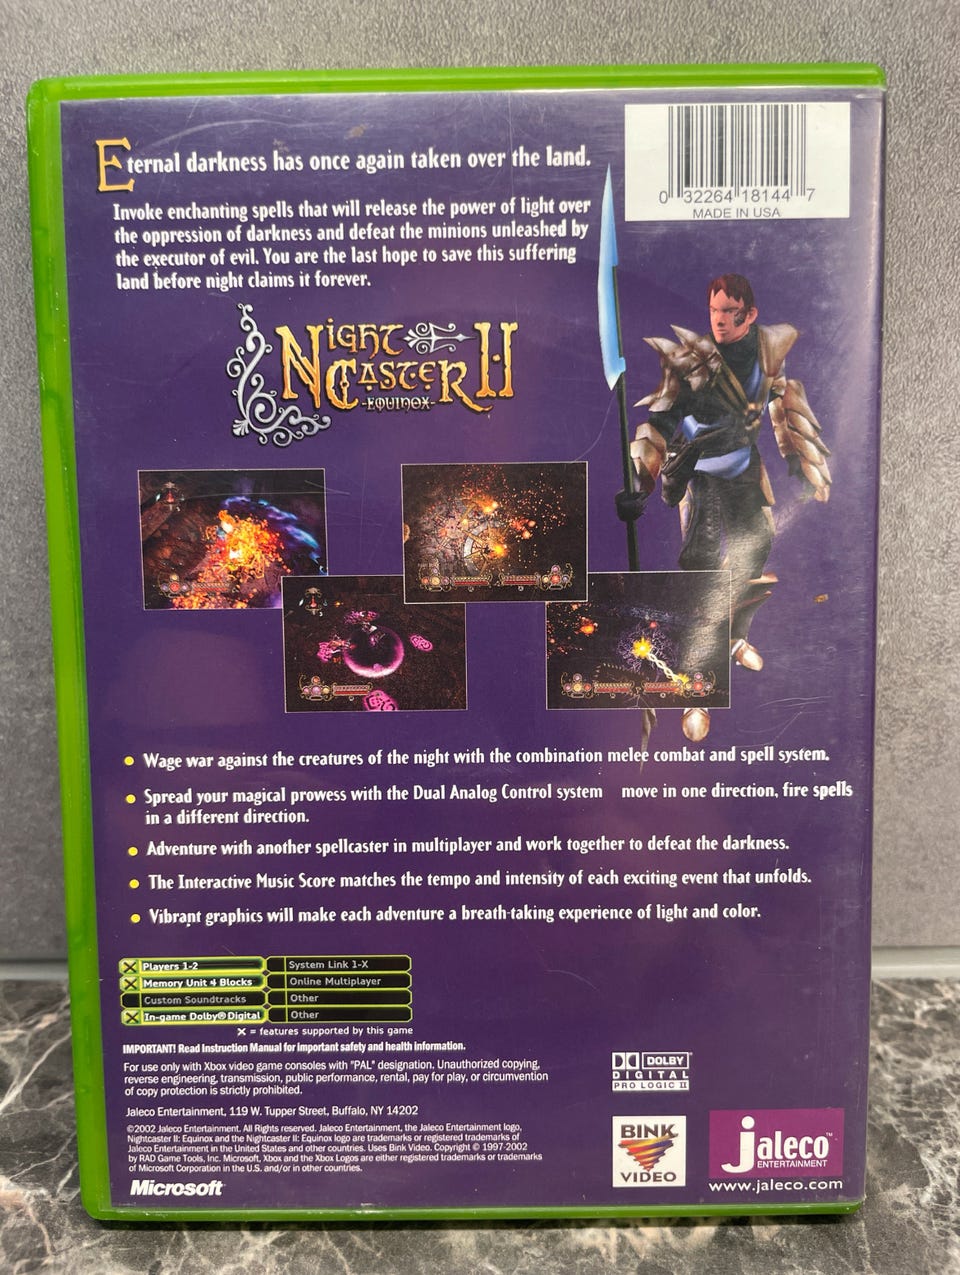 Eternal darkness has once again taken over the land.
Invoke enchanting spells that will release the power of light over
the oppression of darkness and defeat the minions unleashed by
the executor of evil. You are the last hope to save this suffering
land before night claims it forever.
0 32264 18144 7
MADE IN USA
NIGHT
CASTER II
-EQUINOX-
Wage war against the creatures of the night with the combination melee combat and spell system.
Spread your magical prowess with the Dual Analog Control system move in one direction, fire spells
in a different direction.
Adventure with another spellcaster in multiplayer and work together to defeat the darkness.
The Interactive Music Score matches the tempo and intensity of each exciting event that unfolds.
Vibrant graphics will make each adventure a breath-taking experience of light and color.
X Players 1-2 System Link 1-X
X Memory Unit 4 Blocks Online Multiplayer
Custom Soundtracks Other
X In-game Dolby® Digital Other
X = features supported by this game
IMPORTANT! Read Instruction Manual for important safety and health information.
For use only with Xbox video game consoles with "PAL" designation. Unauthorized copying,
reverse engineering, transmission, public performance, rental, pay for play, or circumvention
of copy protection is strictly prohibited.
Jaleco Entertainment, 119 W. Tupper Street, Buffalo, NY 14202
©2002 Jaleco Entertainment. All Rights reserved. Jaleco Entertainment, the Jaleco Entertainment logo,
Nightcaster II: Equinox and the Nightcaster II: Equinox logo are trademarks or registered trademarks of
Jaleco Entertainment in the United States and other countries. Uses Bink Video. Copyright © 1997-2002
by RAD Game Tools, Inc. Microsoft, Xbox and the Xbox Logos are either registered trademarks or trademarks
of Microsoft Corporation in the U.S. and/or in other countries.
Microsoft
DOLBY
DIGITAL
PRO LOGIC II
BINK
VIDEO
jaleco™
ENTERTAINMENT
www.jaleco.com